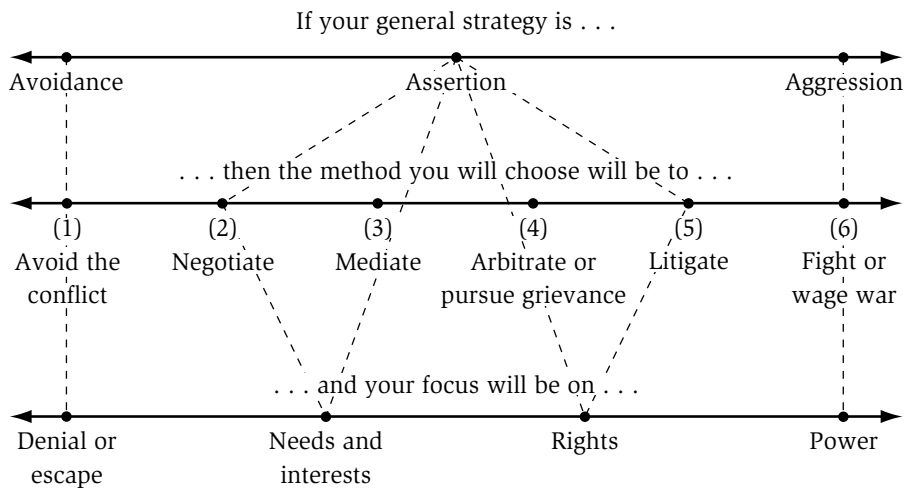 If your general strategy is . . .
Avoidance Assertion Aggression
. . . then the method you will choose will be to . . .
(1) (2) (3) (4) (5) (6)
Avoid the Negotiate Mediate Arbitrate or Litigate Fight or
conflict pursue grievance wage war
. . . and your focus will be on . . .
Denial or Needs and Rights Power
escape interests